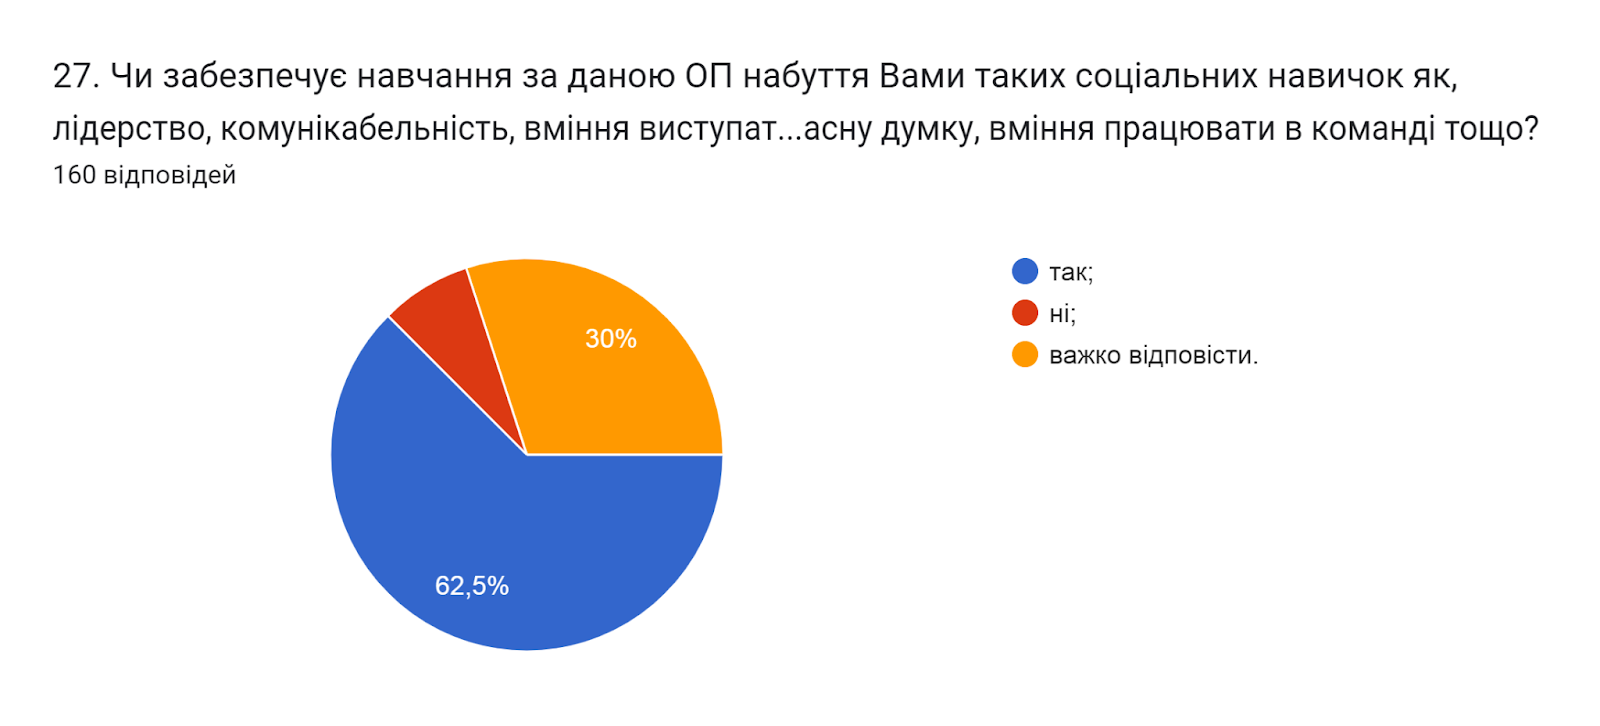 27. Чи забезпечує навчання за даною ОП набуття Вами таких соціальних навичок як,
лідерство, комунікабельність, вміння виступат...асну думку, вміння працювати в команді тощо?
160 відповідей
так;
ні;
важко відповісти.
30%
62,5%